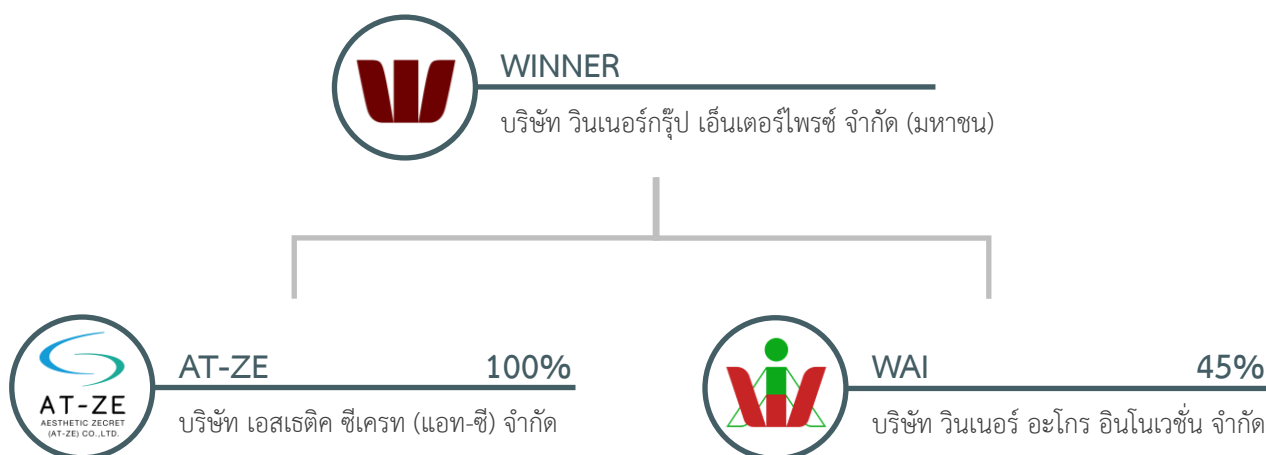 WINNER
บริษัท วินเนอร์กรุ๊ป เอ็นเตอร์ไพรซ์ จำกัด (มหาชน)
AT-ZE 100%
บริษัท เอสเธติค ซีเครท (แอท-ซี) จำกัด
AT-ZE
AESTHETIC ZECRET
(AT-ZE) CO.,LTD.
WAI 45%
บริษัท วินเนอร์ อะโกร อินโนเวชั่น จำกัด